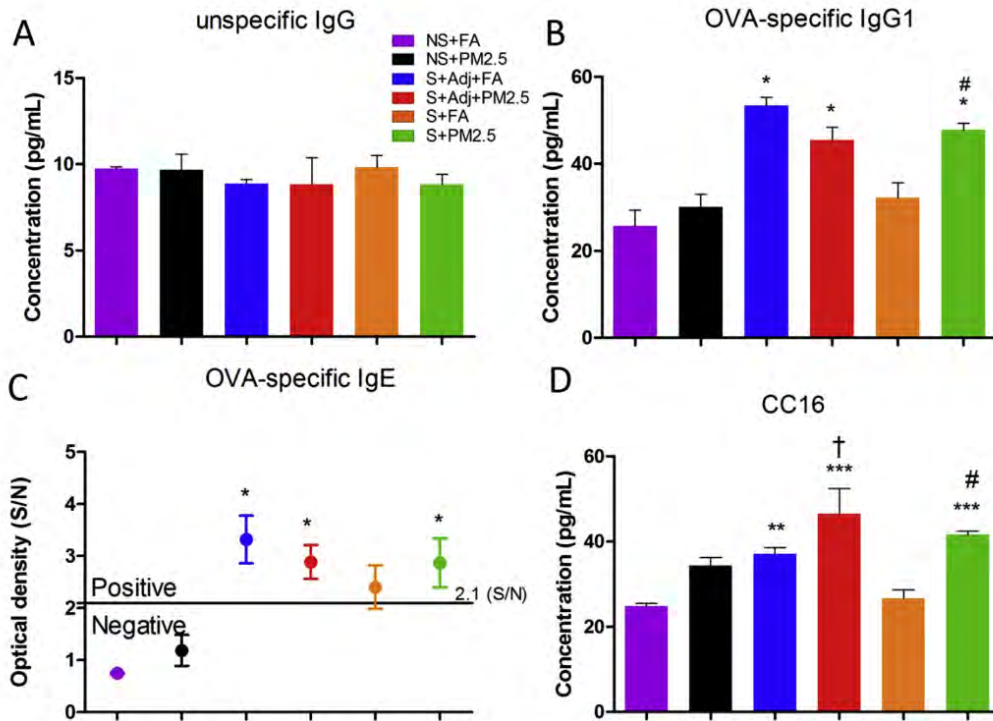 A
unspecific IgG
NS+FA
NS+PM2.5
S+Adj+FA
S+Adj+PM2.5
S+FA
S+PM2.5
Concentration (pg/mL)
15
10
5
0
B
OVA-specific IgG1
Concentration (pg/mL)
60
40
20
0
*
*
#
*
C
OVA-specific IgE
Optical density (S/N)
5
4
3
2
1
0
*
*
*
Positive
2.1 (S/N)
Negative
D
CC16
Concentration (pg/mL)
60
40
20
0
**
†
***
#
***